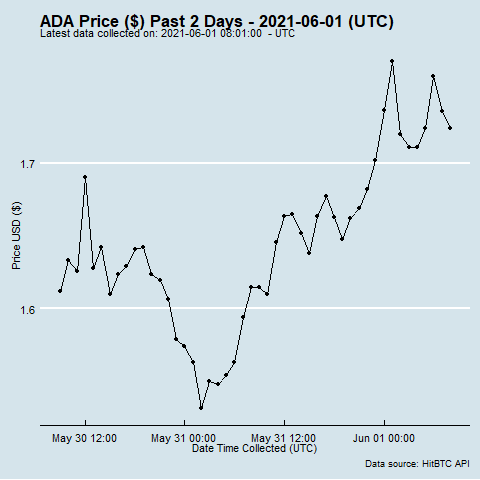 ADA Price ($) Past 2 Days - 2021-06-01 (UTC)
Latest data collected on: 2021-06-01 08:01:00  - UTC
1.7
Price USD ($)
1.6
May 30 12:00
May 31 00:00
May 31 12:00
Jun 01 00:00
Date Time Collected (UTC)
Data source: HitBTC API